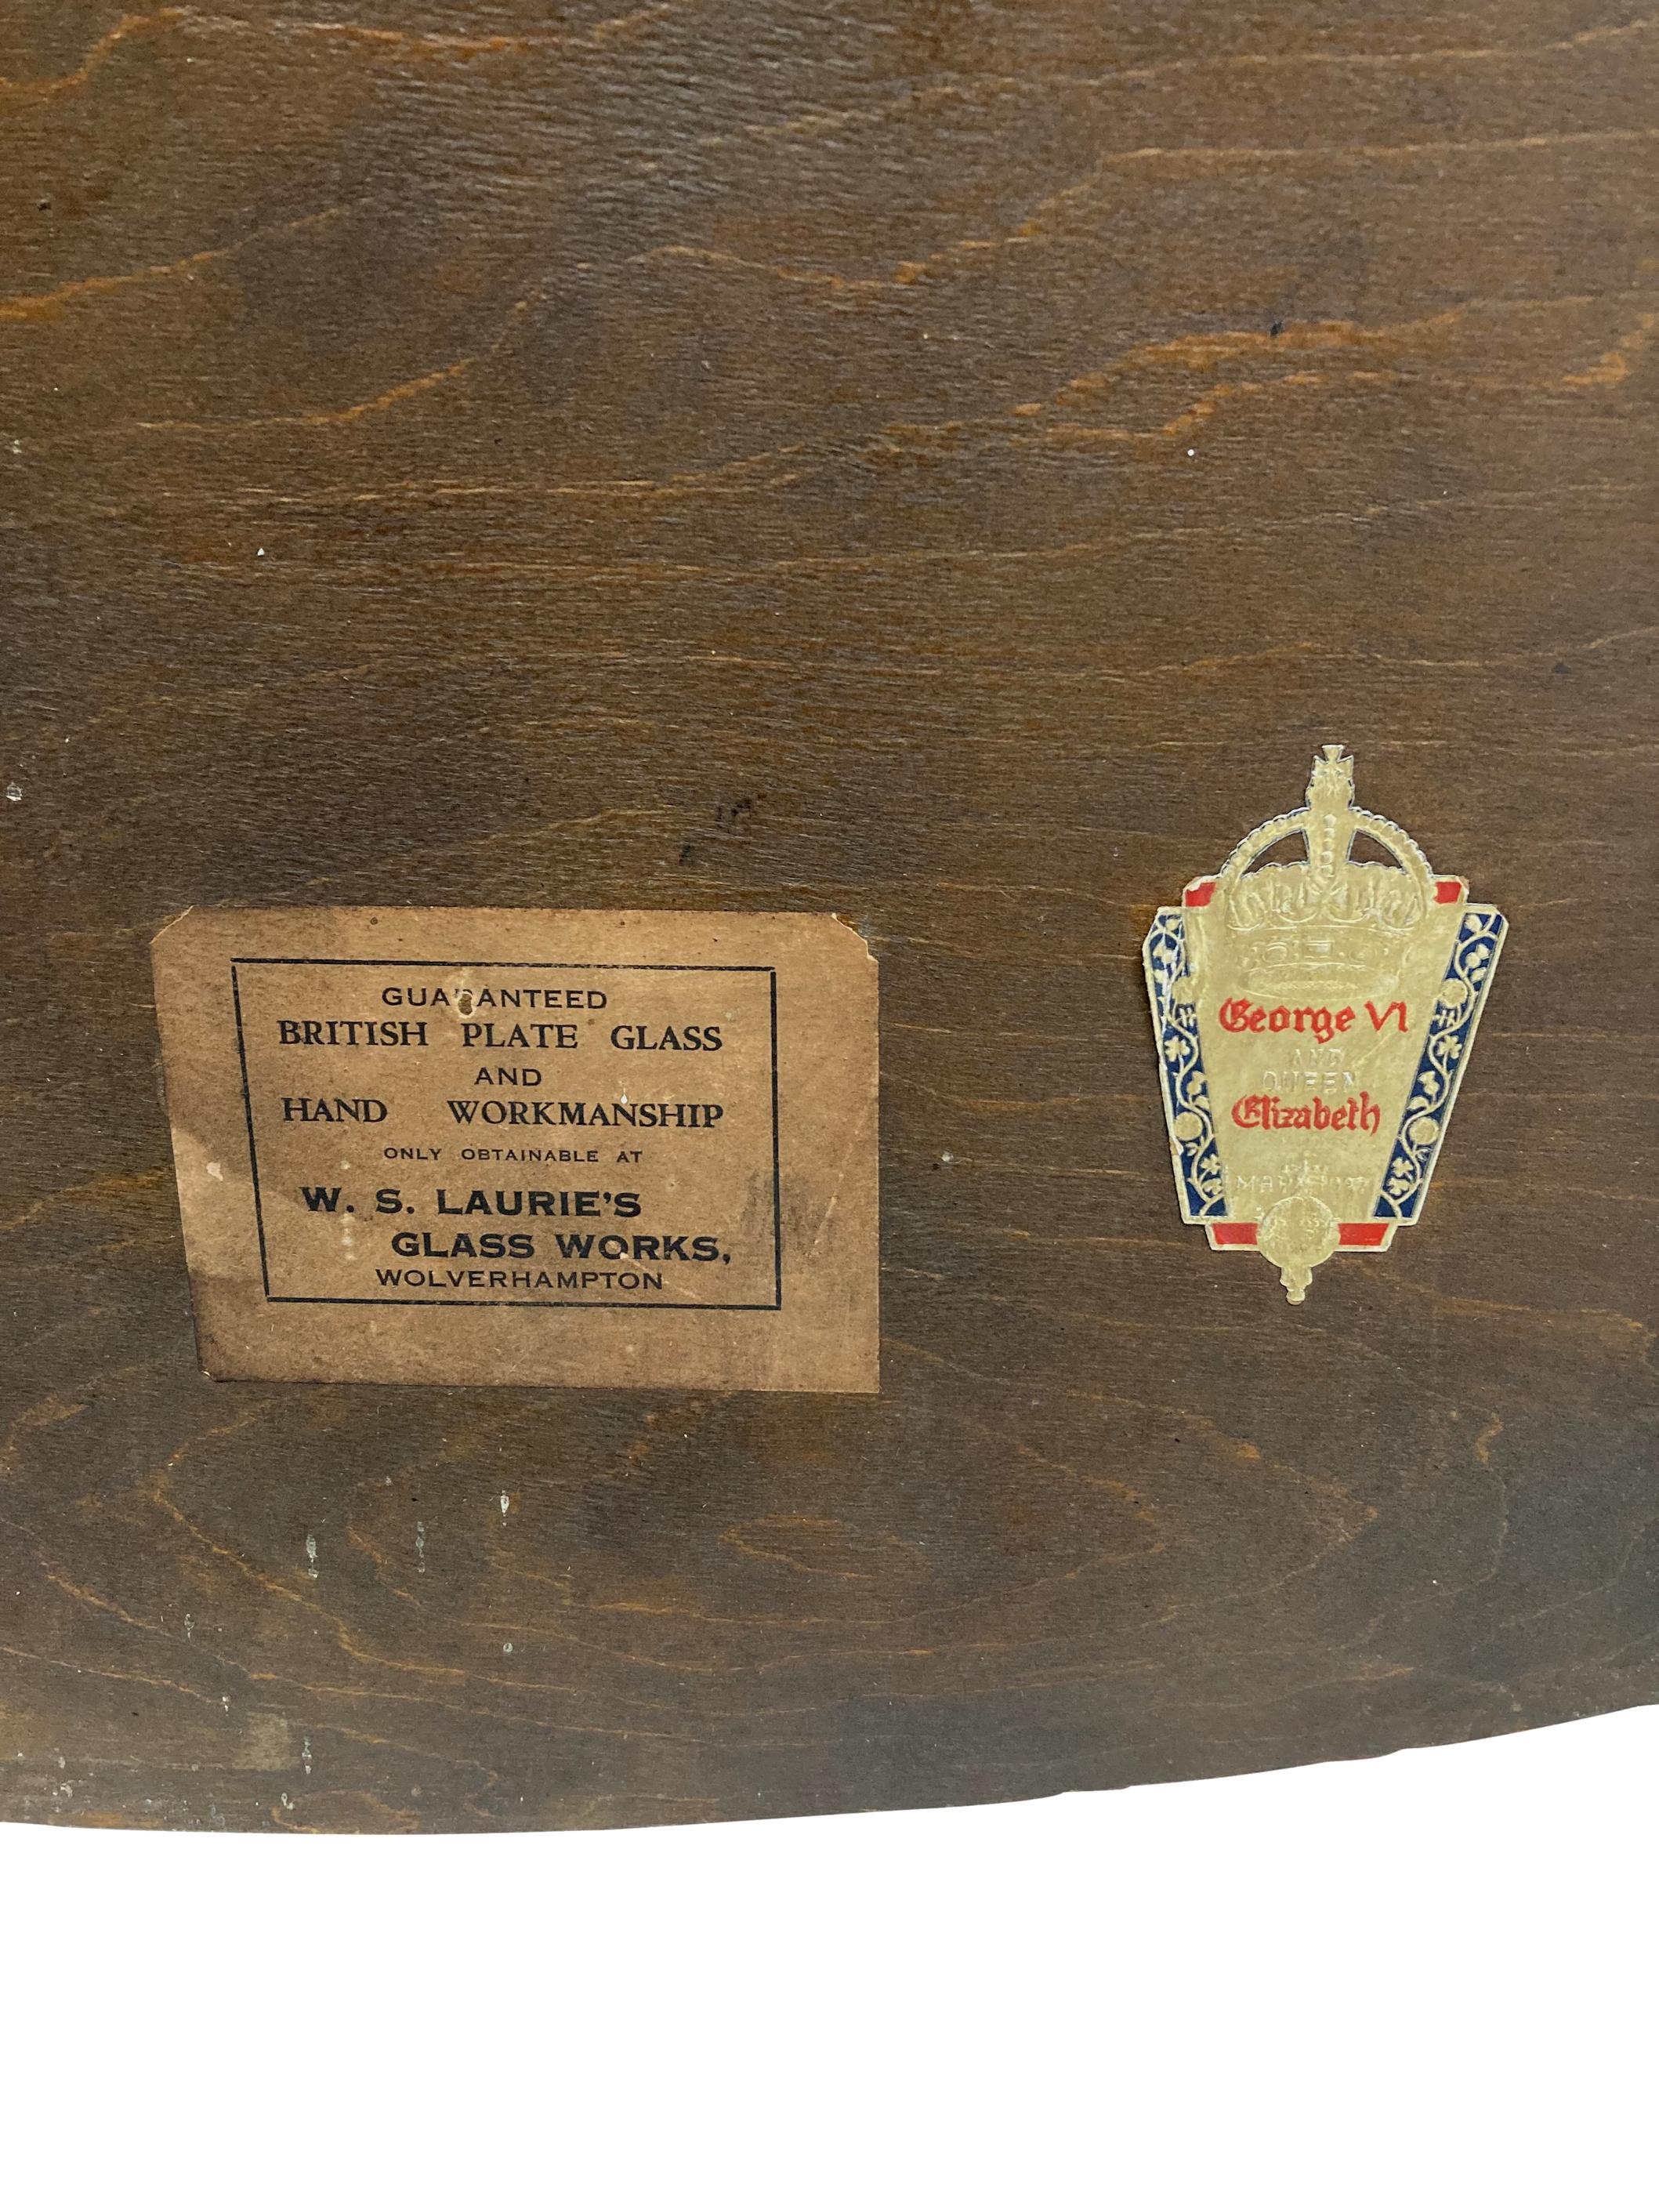 GUARANTEED
BRITISH PLATE GLASS
AND
HAND WORKMANSHIP
ONLY OBTAINABLE AT
W. S. LAURIE'S
GLASS WORKS,
WOLVERHAMPTON
George VI
AND
QUEEN
Elizabeth